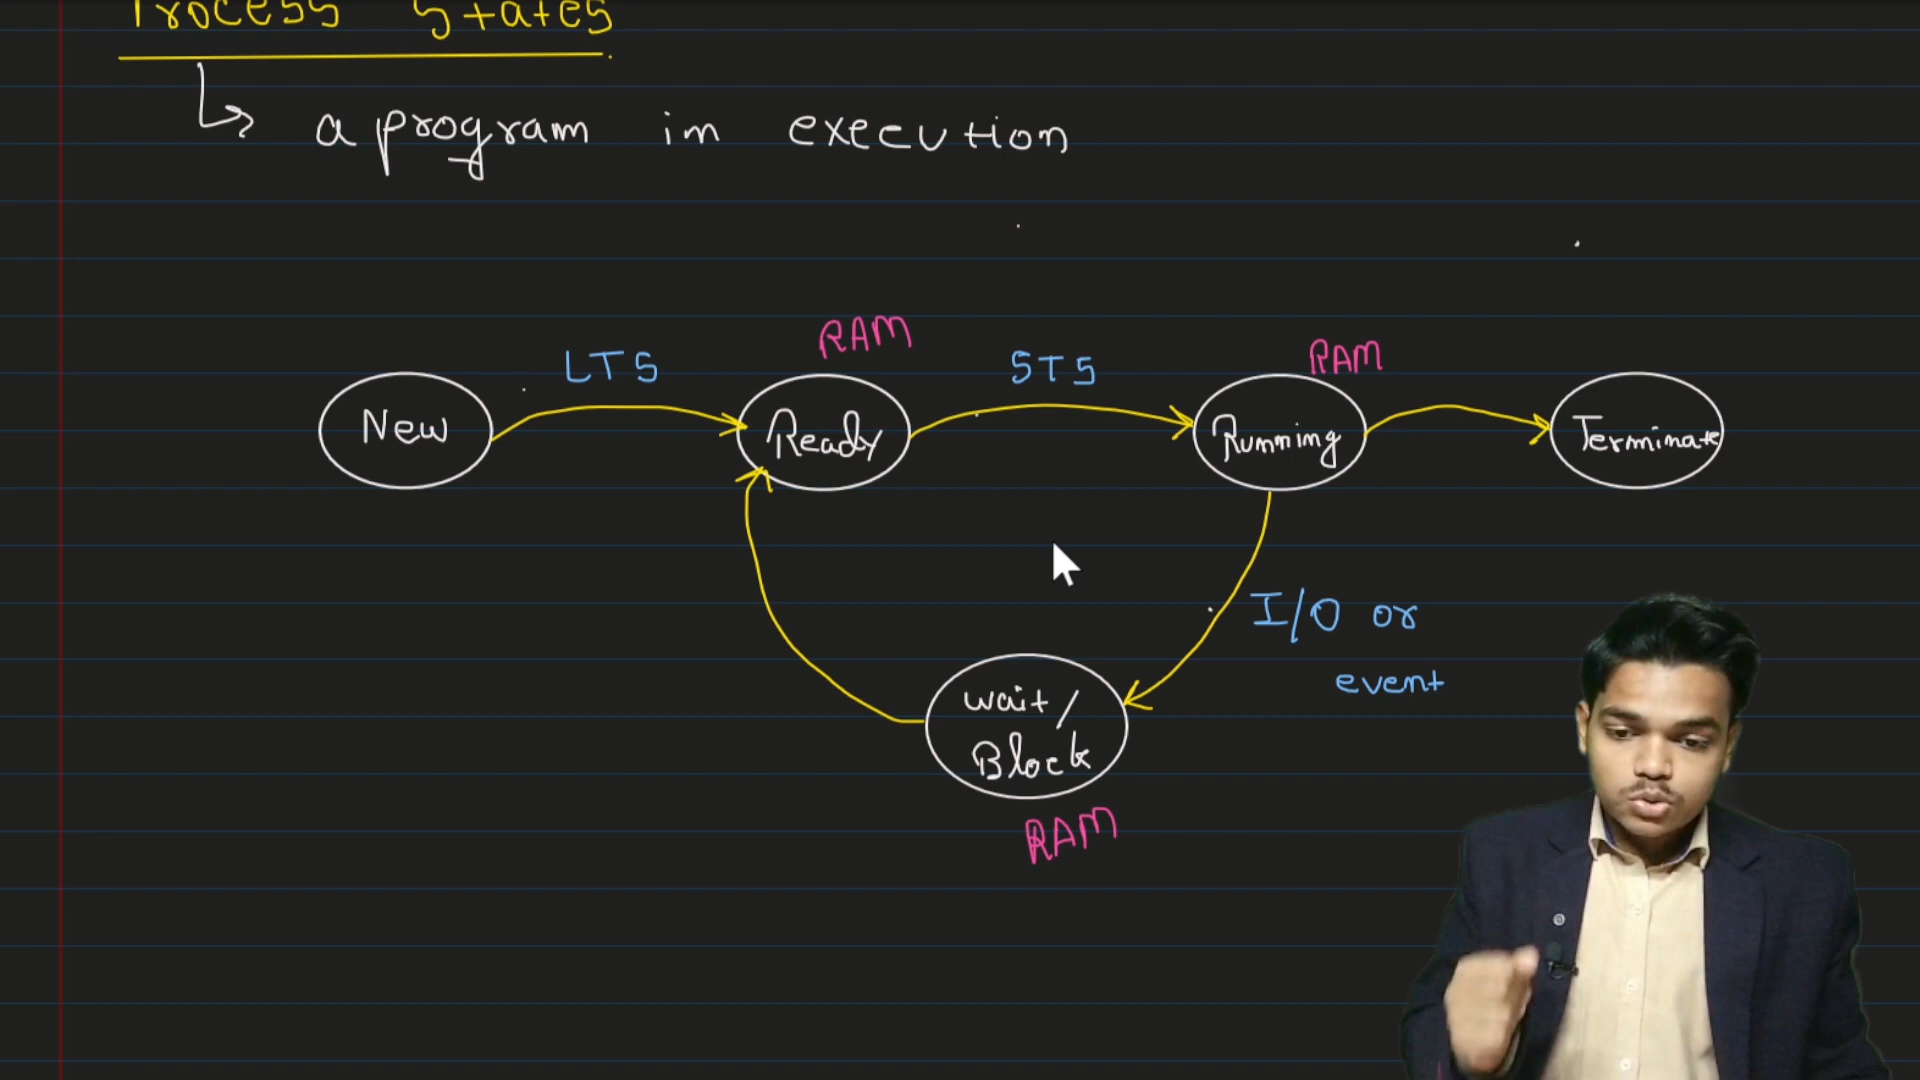 Process States
a program in execution
RAM
LTS
STS
RAM
New
Ready
Running
Terminate
I/O or
event
wait/
Block
RAM